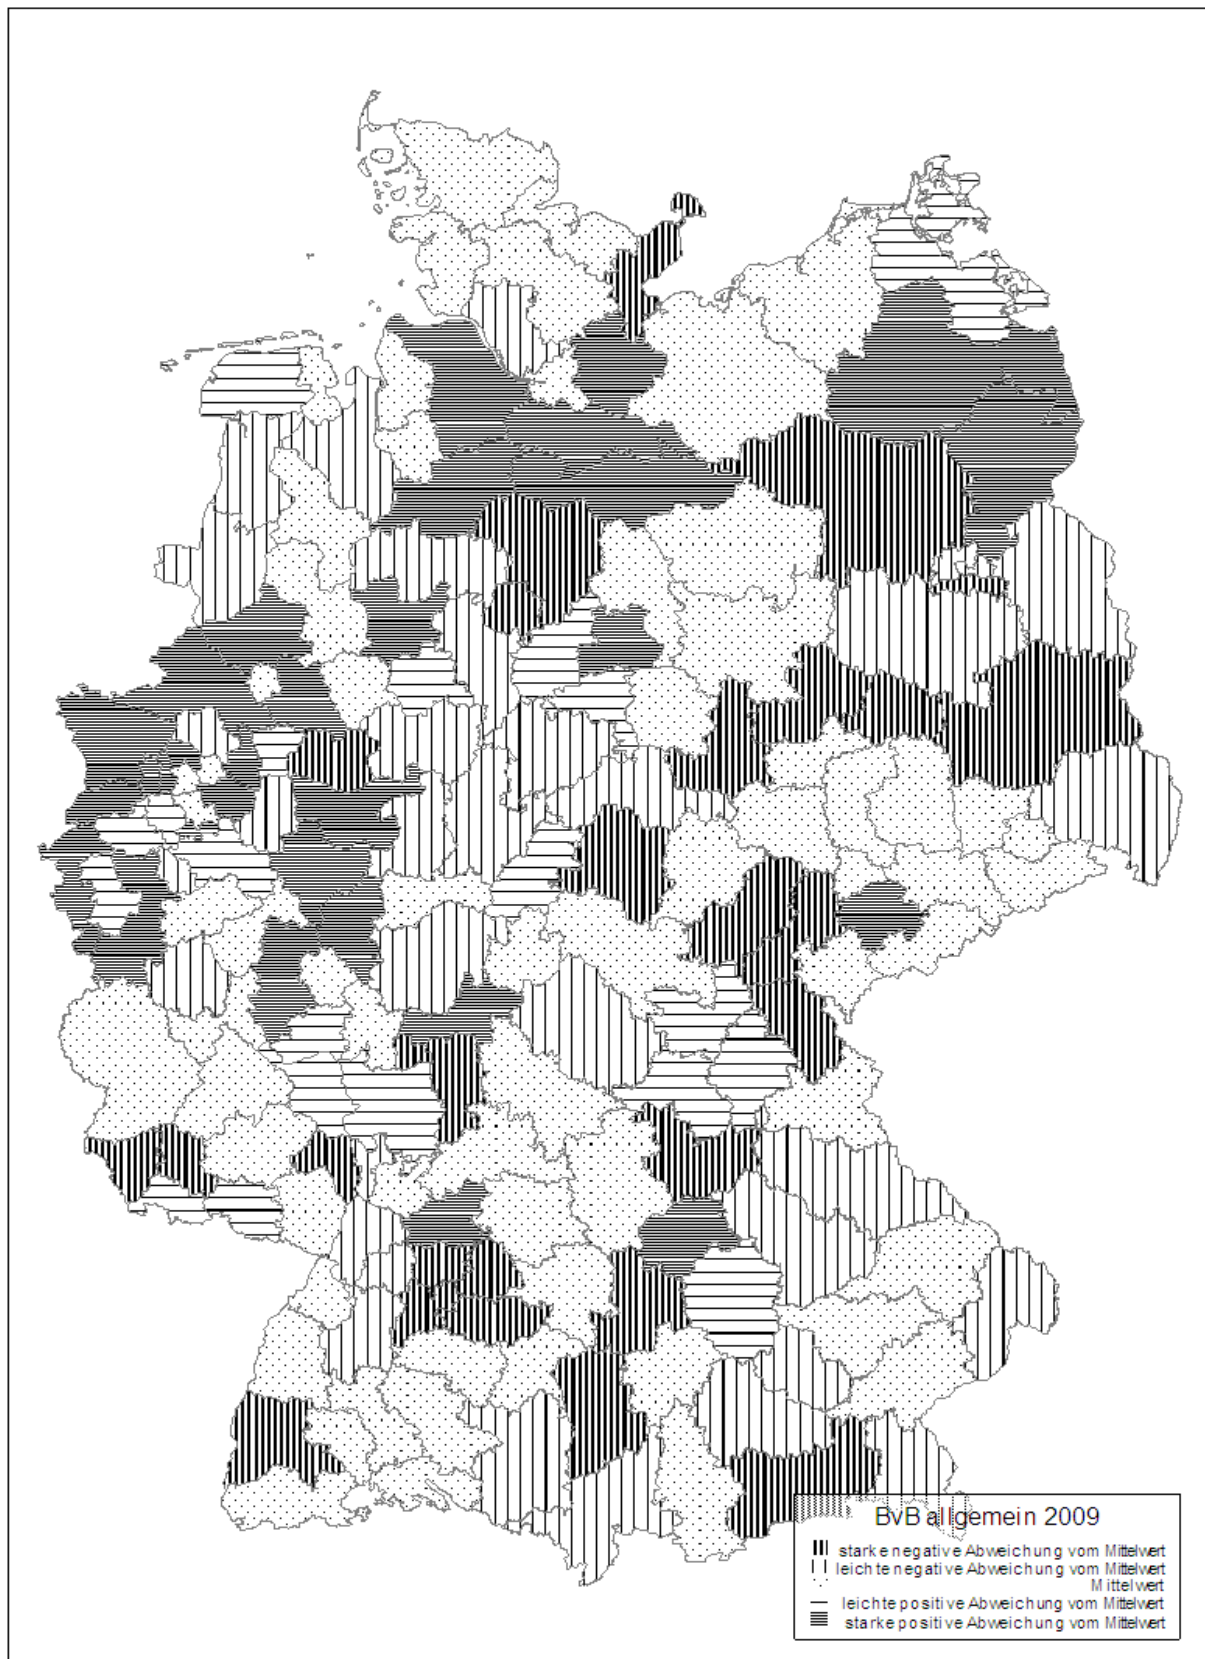 BvB allgemein 2009
starke negative Abweichung vom Mittelwert
leichte negative Abweichung vom Mittelwert
Mittelwert
leichte positive Abweichung vom Mittelwert
starke positive Abweichung vom Mittelwert